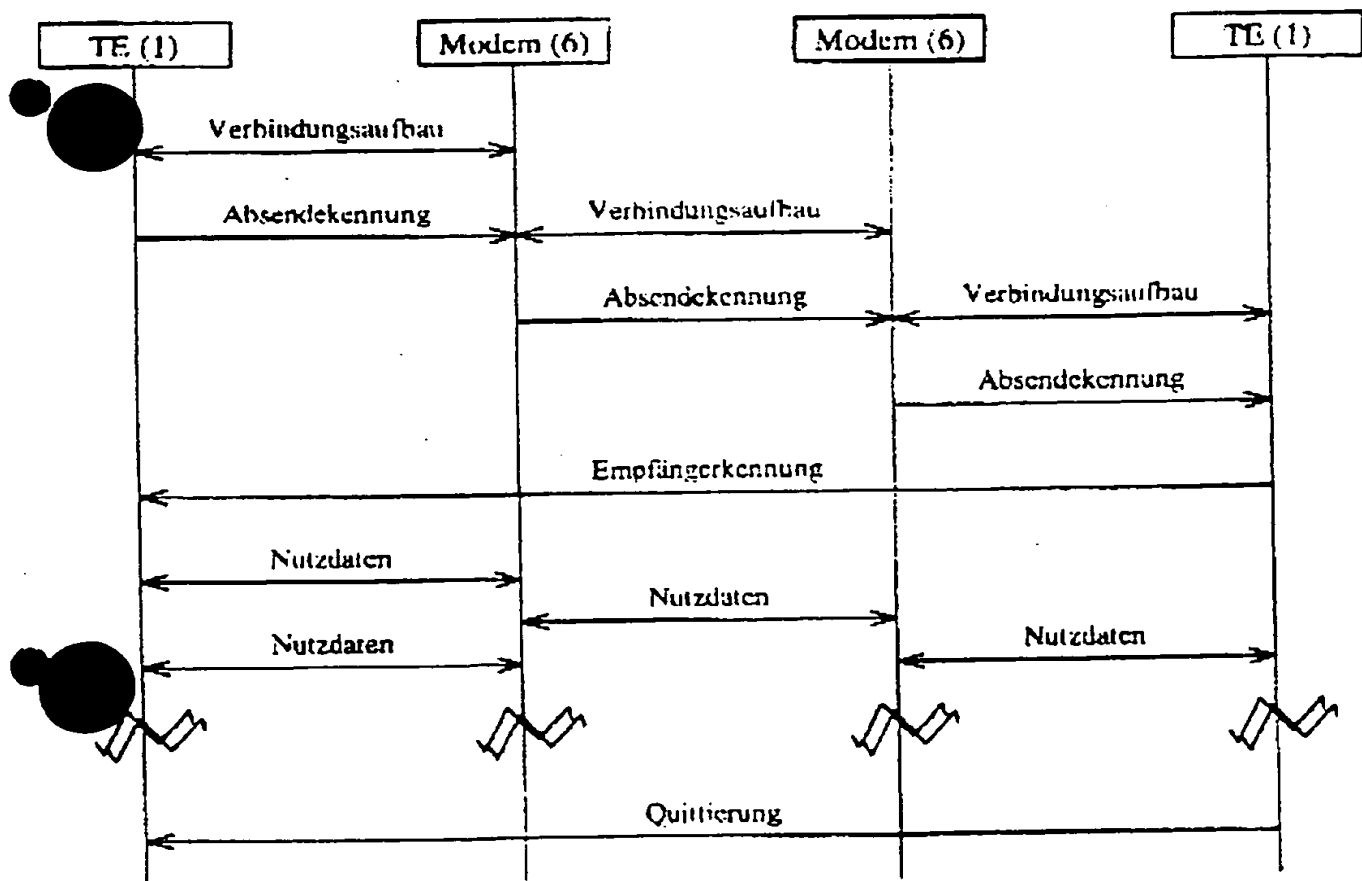 TE (1)
Modem (6)
Modem (6)
TE (1)
Verbindungsaufbau
Absendekennung
Verbindungsaufbau
Absendekennung
Verbindungsaufbau
Absendekennung
Empfängerkennung
Nutzdaten
Nutzdaten
Nutzdaren
Nutzdaten
Quittierung